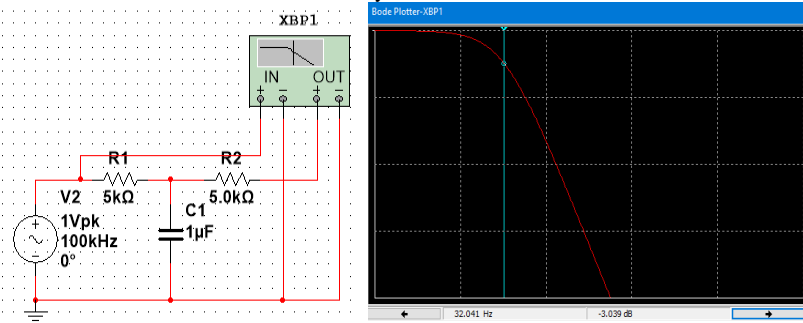 XBP1
IN OUT
+ − + −
R1 R2
5kΩ 5.0kΩ
V2
1Vpk
100kHz
0°
C1
1µF
+
−
Bode Plotter-XBP1
32.041 Hz -3.039 dB